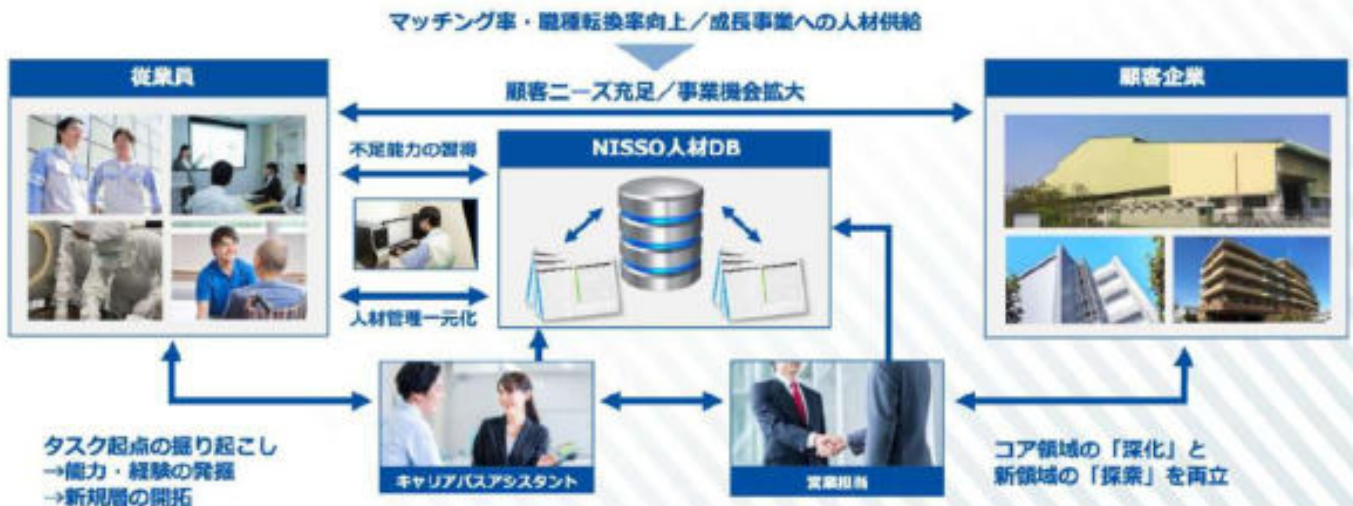 マッチング率・職種転換率向上／成長事業への人材供給
従業員
顧客企業
顧客ニーズ充足／事業機会拡大
不足能力の習得
NISSO人材DB
人材管理一元化
タスク起点の掘り起こし
→能力・経験の発掘
→新規層の開拓
キャリアパスアシスタント
営業担当
コア領域の「深化」と
新領域の「探索」を両立